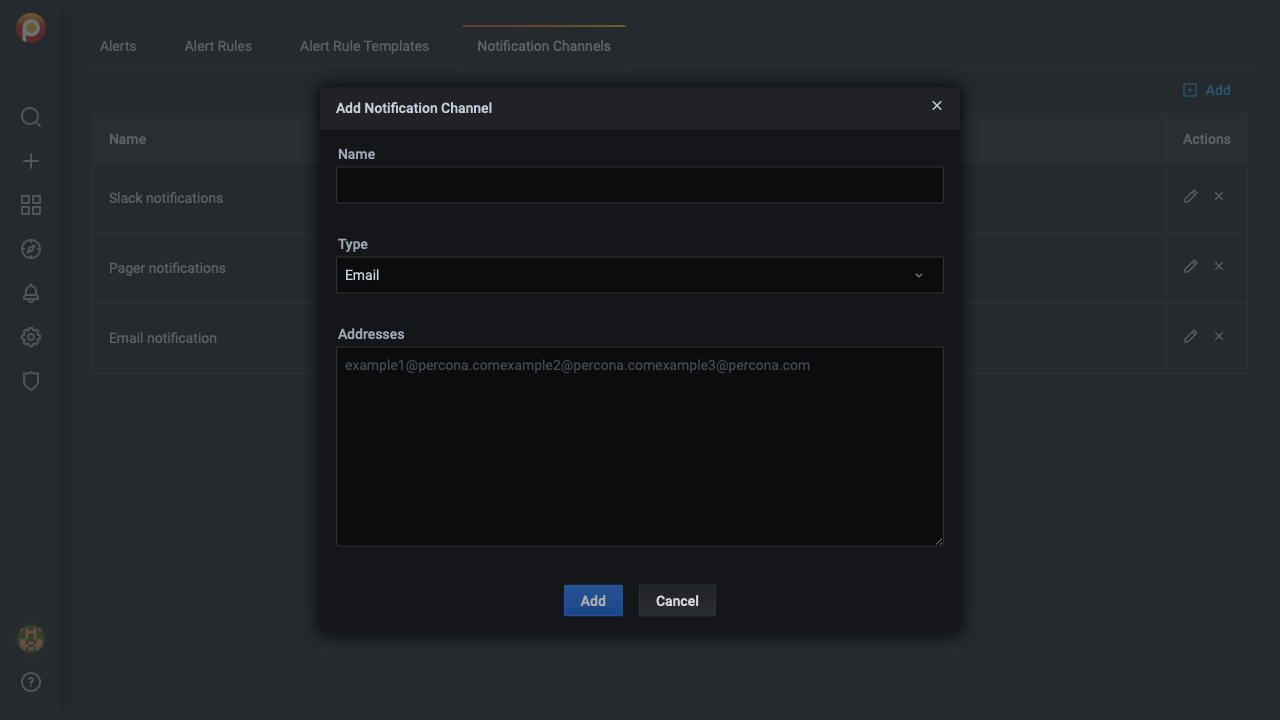 Alerts
Alert Rules
Alert Rule Templates
Notification Channels
Add
Name
Actions
Slack notifications
Pager notifications
Email notification
Add Notification Channel
Name
Type
Email
Addresses
example1@percona.comexample2@percona.comexample3@percona.com
Add
Cancel